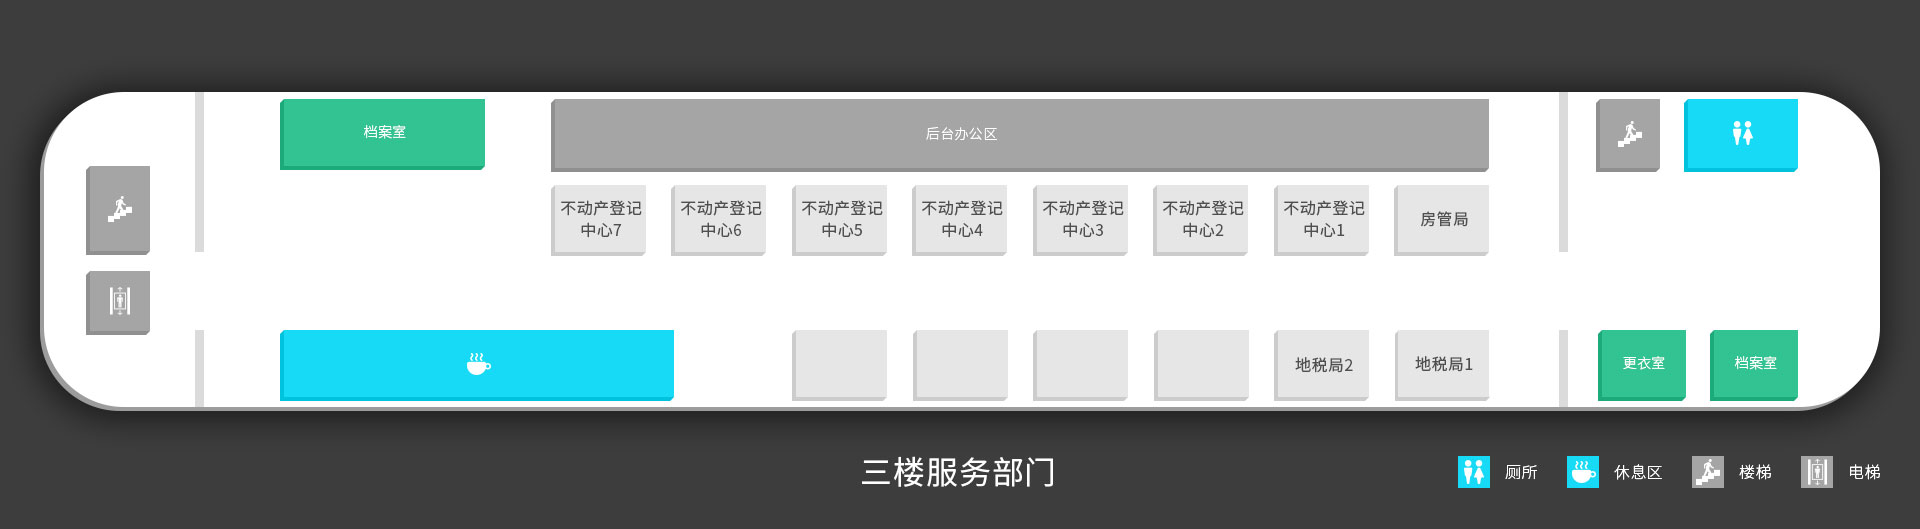 档案室
后台办公区
不动产登记
中心7
不动产登记
中心6
不动产登记
中心5
不动产登记
中心4
不动产登记
中心3
不动产登记
中心2
不动产登记
中心1
房管局
地税局2
地税局1
更衣室
档案室
三楼服务部门
厕所
休息区
楼梯
电梯